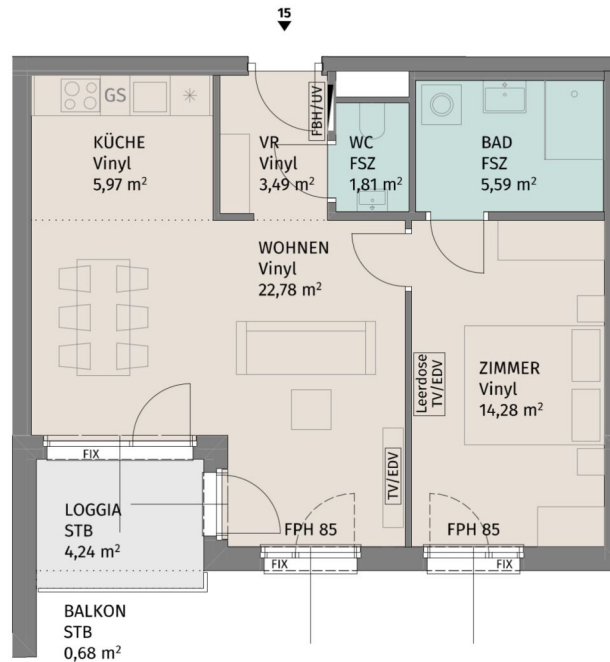 15
GS
*
FBH/UV
KÜCHE
Vinyl
5,97 m²
VR
Vinyl
3,49 m²
WC
FSZ
1,81 m²
BAD
FSZ
5,59 m²
WOHNEN
Vinyl
22,78 m²
Leerdose
TV/EDV
ZIMMER
Vinyl
14,28 m²
TV/EDV
FIX
LOGGIA
STB
4,24 m²
FPH 85
FPH 85
FIX
FIX
BALKON
STB
0,68 m²